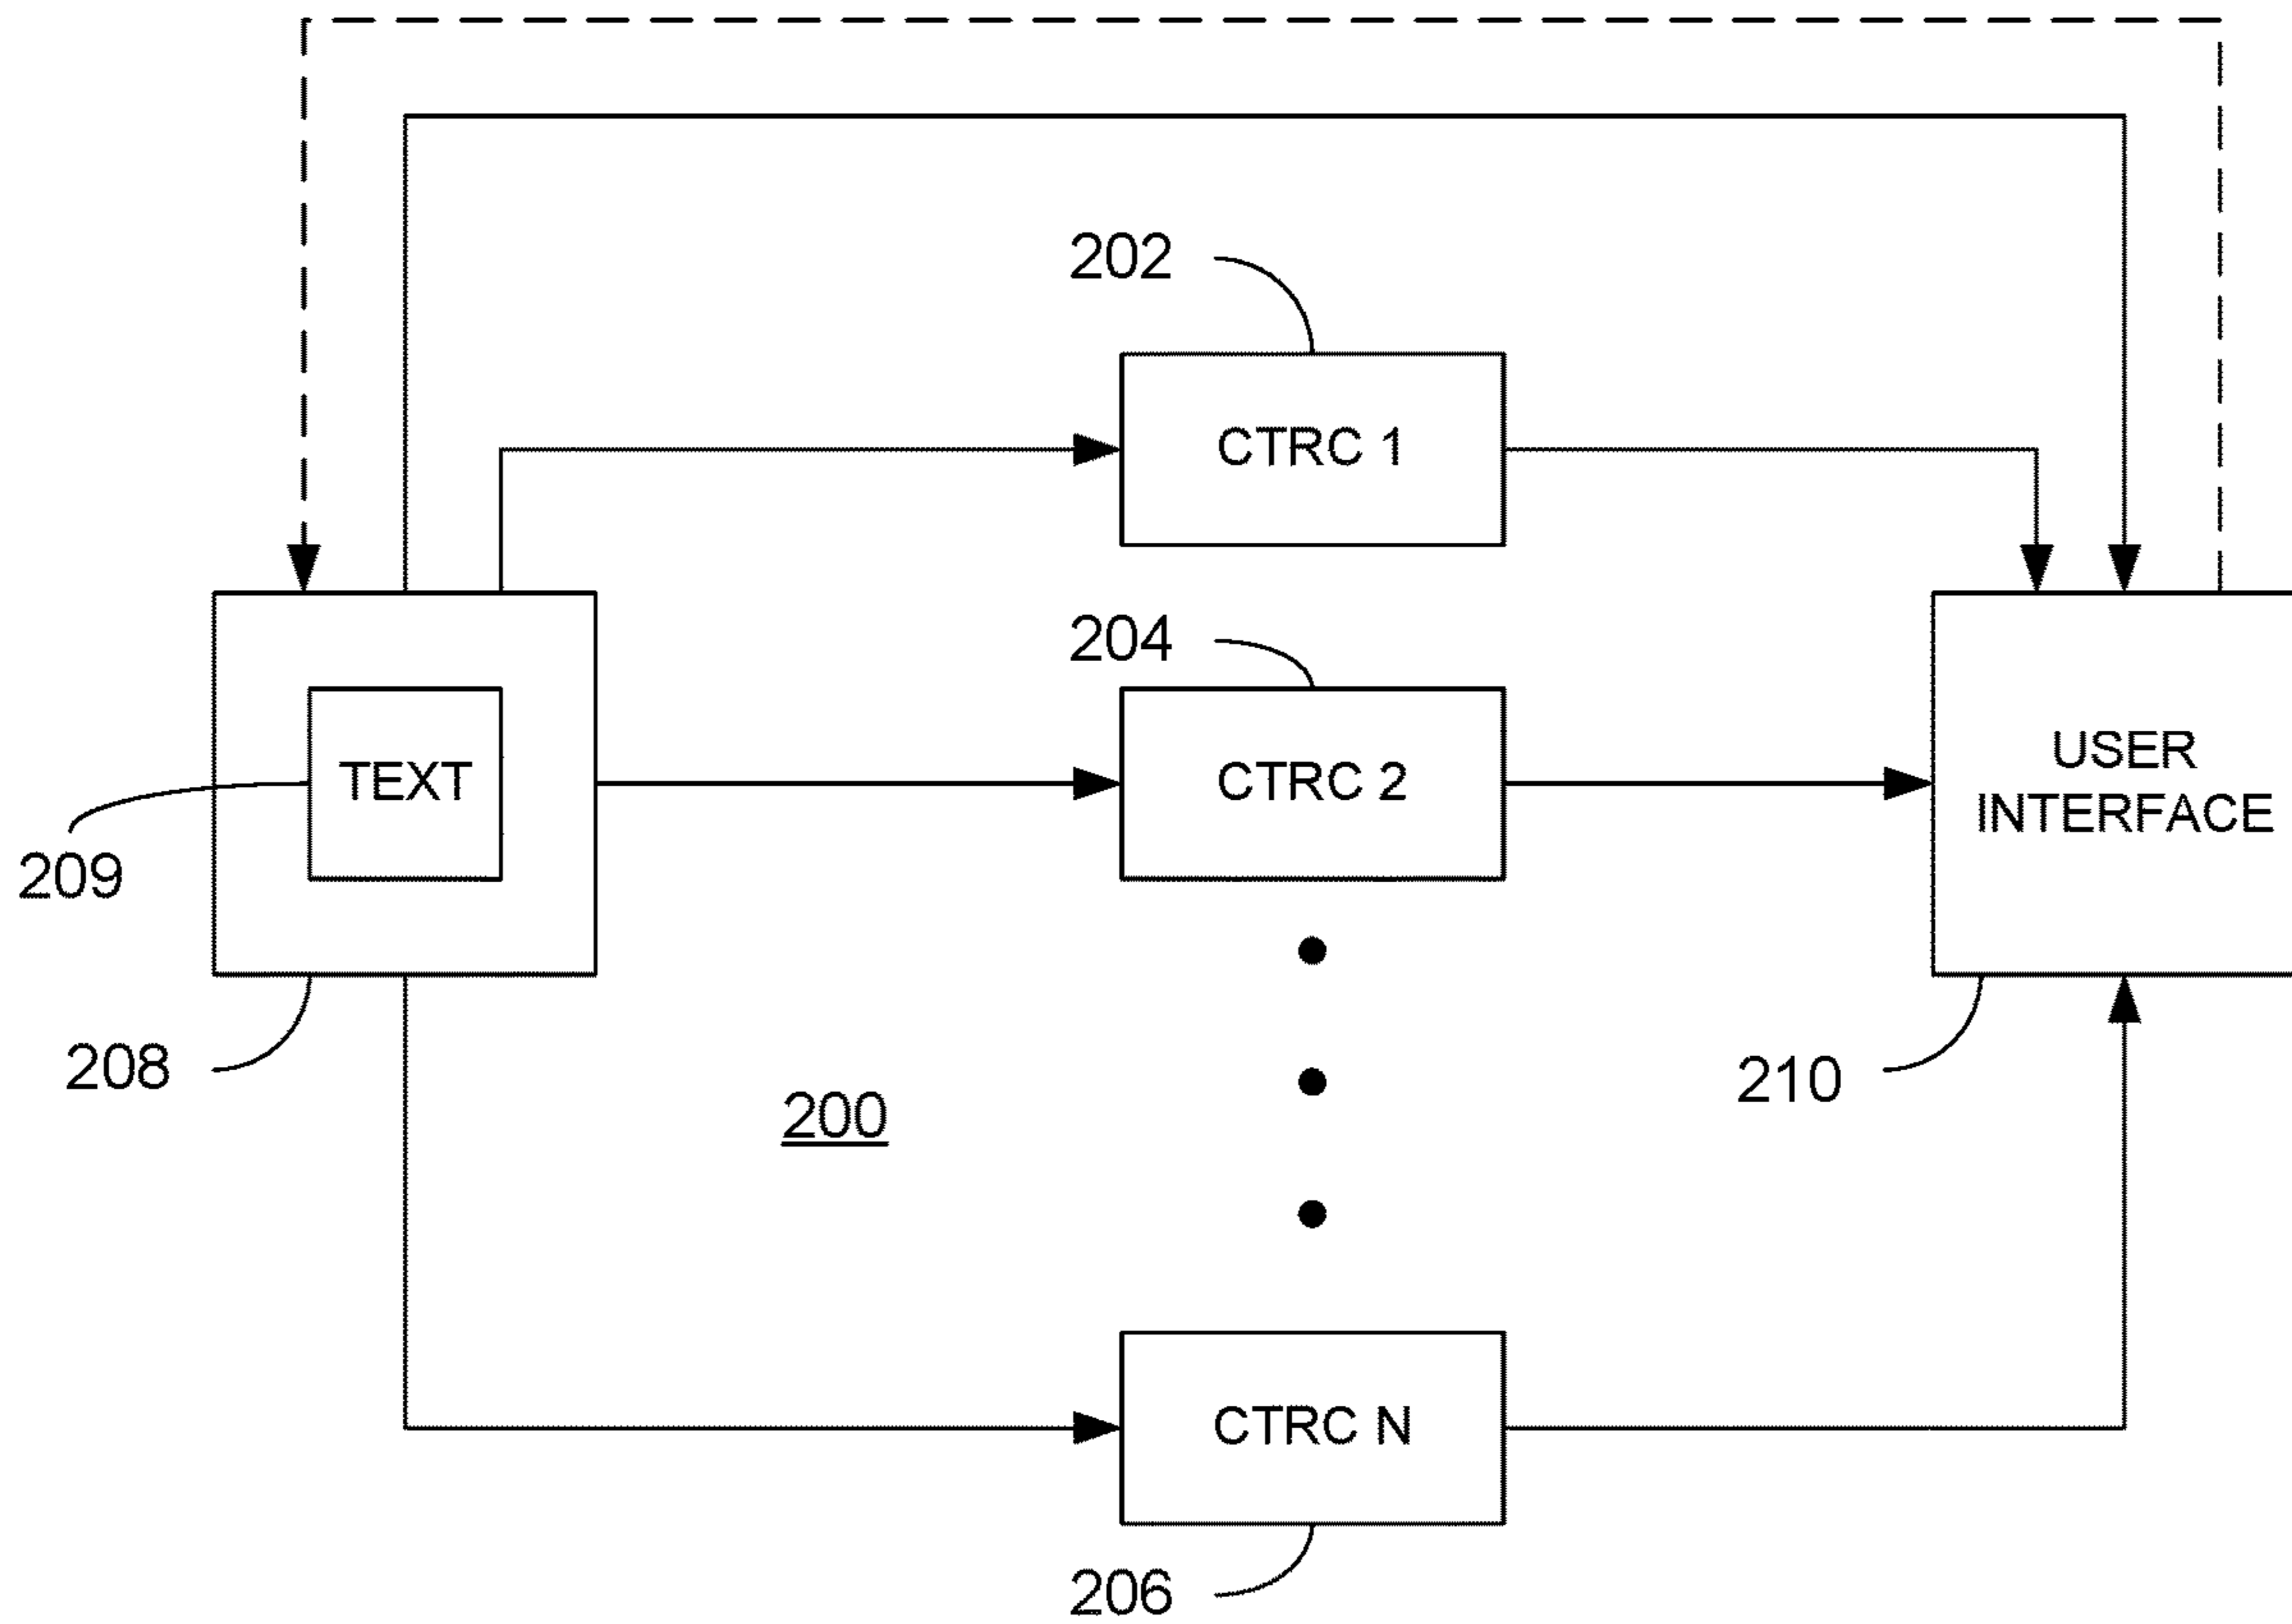 202
CTRC 1
204
CTRC 2
TEXT
USER
INTERFACE
209
208
210
200
CTRC N
206